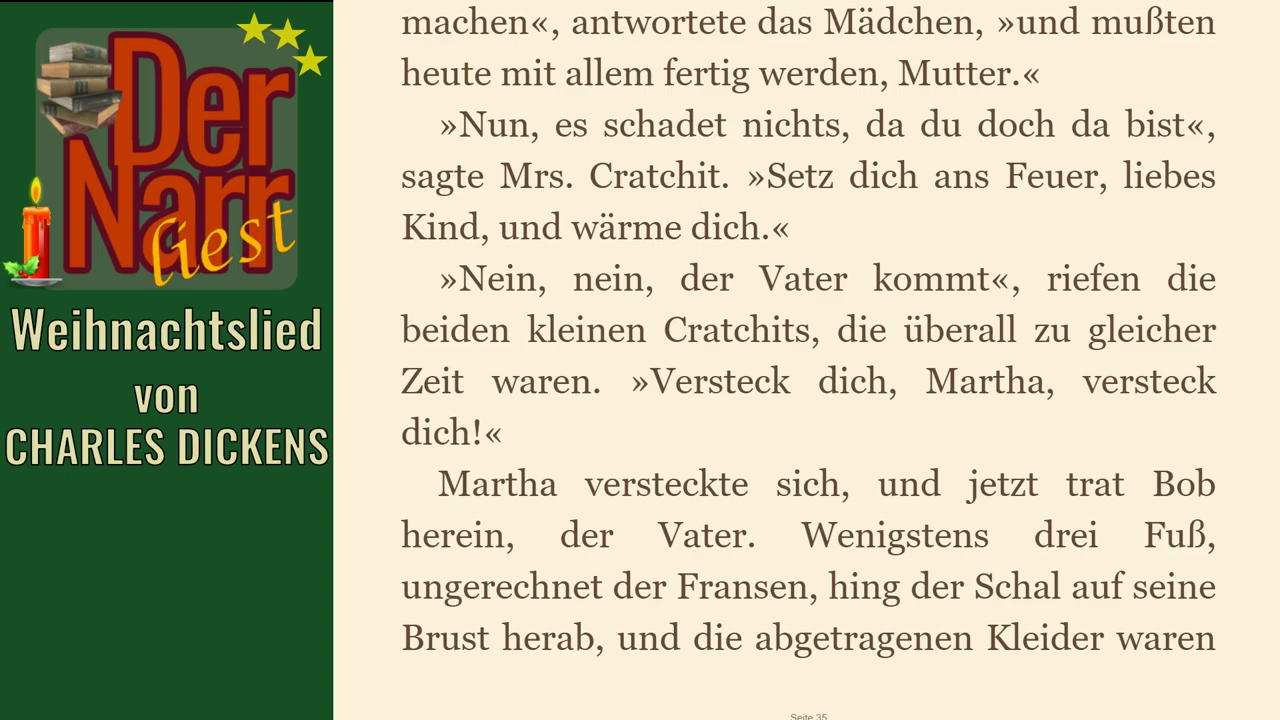 Der
Narr
liest
Weihnachtslied
von
CHARLES DICKENS
machen«, antwortete das Mädchen, »und mußten
heute mit allem fertig werden, Mutter.«
»Nun, es schadet nichts, da du doch da bist«,
sagte Mrs. Cratchit. »Setz dich ans Feuer, liebes
Kind, und wärme dich.«
»Nein, nein, der Vater kommt«, riefen die
beiden kleinen Cratchits, die überall zu gleicher
Zeit waren. »Versteck dich, Martha, versteck
dich!«
Martha versteckte sich, und jetzt trat Bob
herein, der Vater. Wenigstens drei Fuß,
ungerechnet der Fransen, hing der Schal auf seine
Brust herab, und die abgetragenen Kleider waren
Seite 35